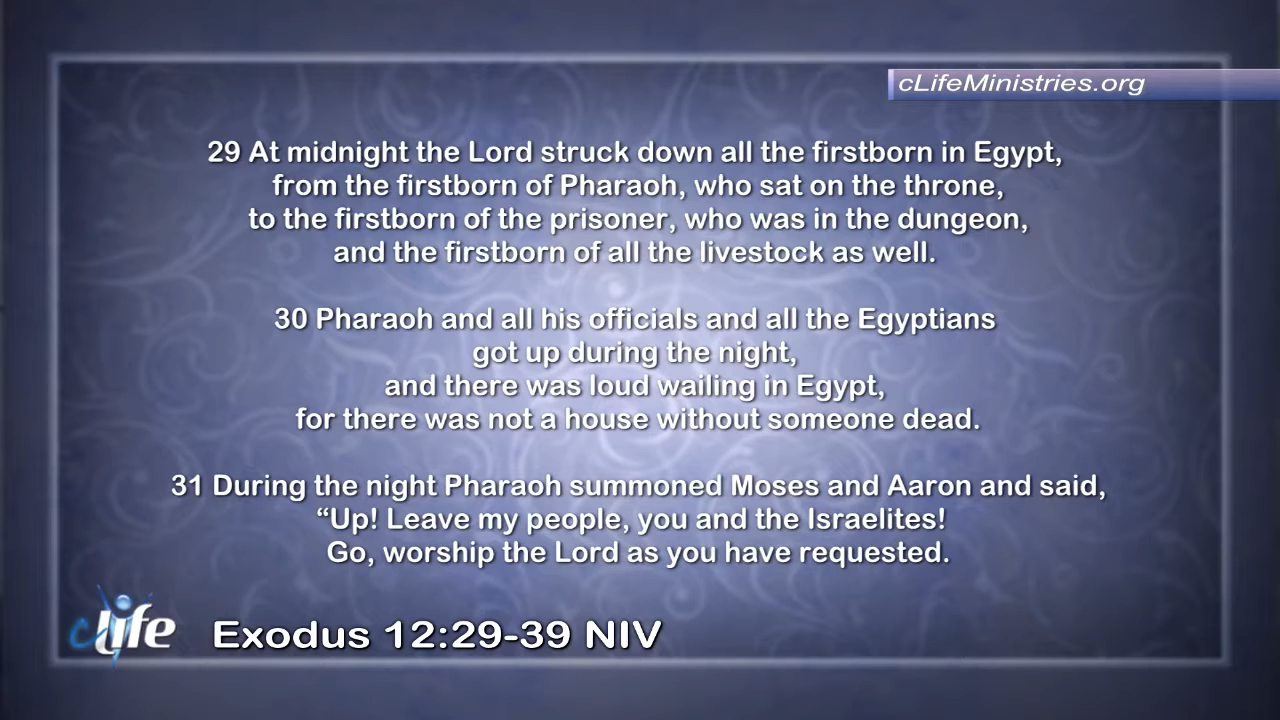 cLifeMinistries.org
29 At midnight the Lord struck down all the firstborn in Egypt,
from the firstborn of Pharaoh, who sat on the throne,
to the firstborn of the prisoner, who was in the dungeon,
and the firstborn of all the livestock as well.
30 Pharaoh and all his officials and all the Egyptians
got up during the night,
and there was loud wailing in Egypt,
for there was not a house without someone dead.
31 During the night Pharaoh summoned Moses and Aaron and said,
“Up! Leave my people, you and the Israelites!
Go, worship the Lord as you have requested.
cLife
Exodus 12:29-39 NIV